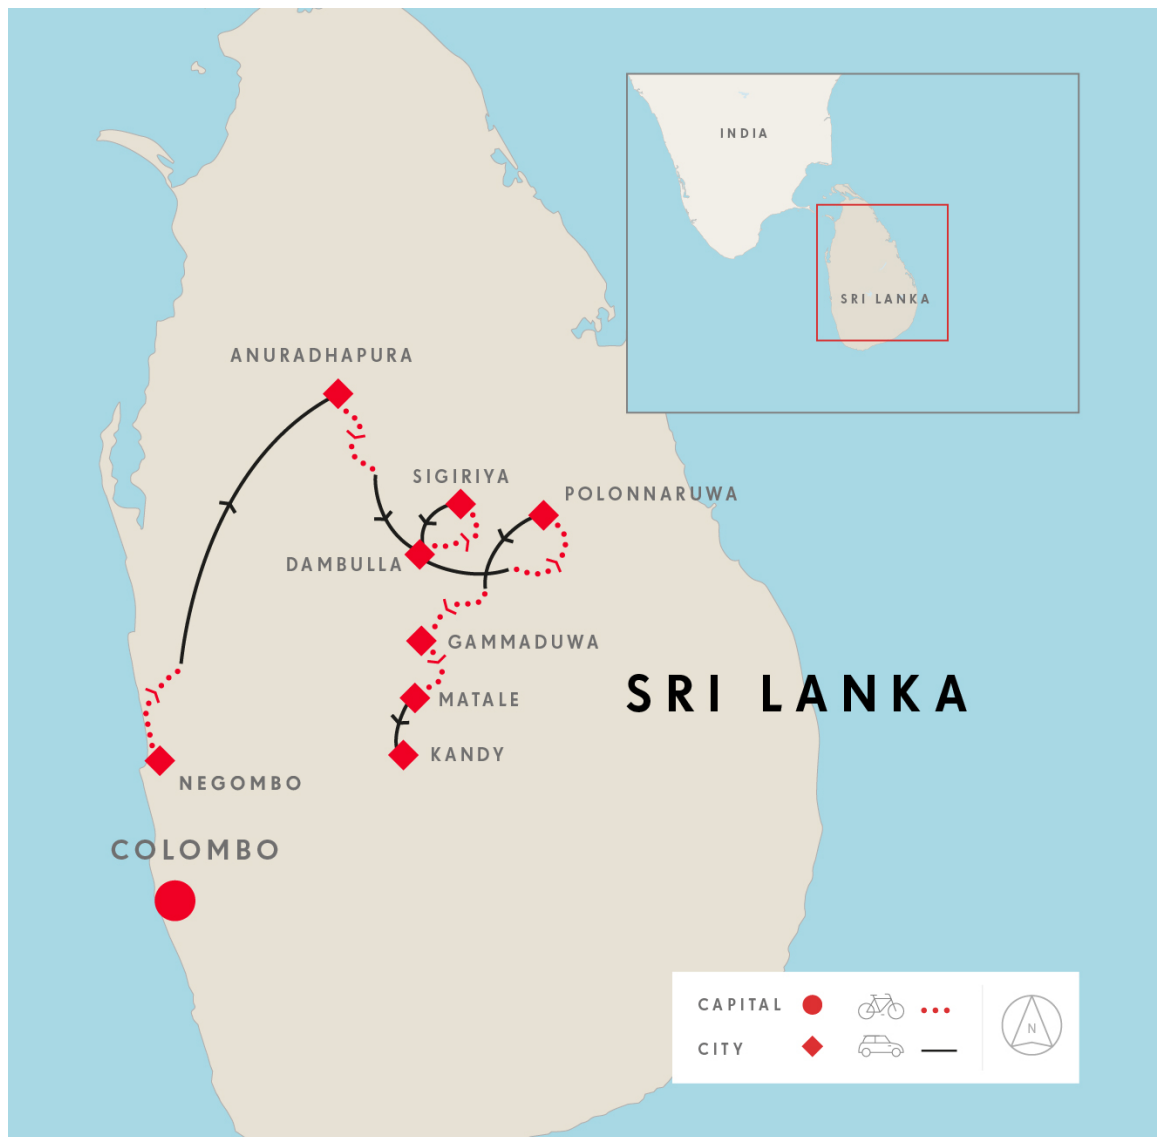 INDIA
SRI LANKA
ANURADHAPURA
SIGIRIYA
POLONNARUWA
DAMBULLA
GAMMADUWA
SRI LANKA
MATALE
KANDY
NEGOMBO
COLOMBO
CAPITAL
CITY
N